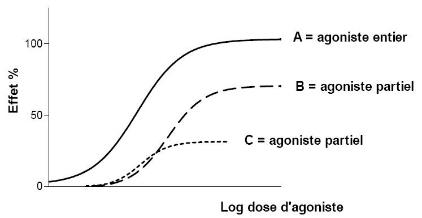 A = agoniste entier
100
B = agoniste partiel
Effet %
50
C = agoniste partiel
0
Log dose d'agoniste